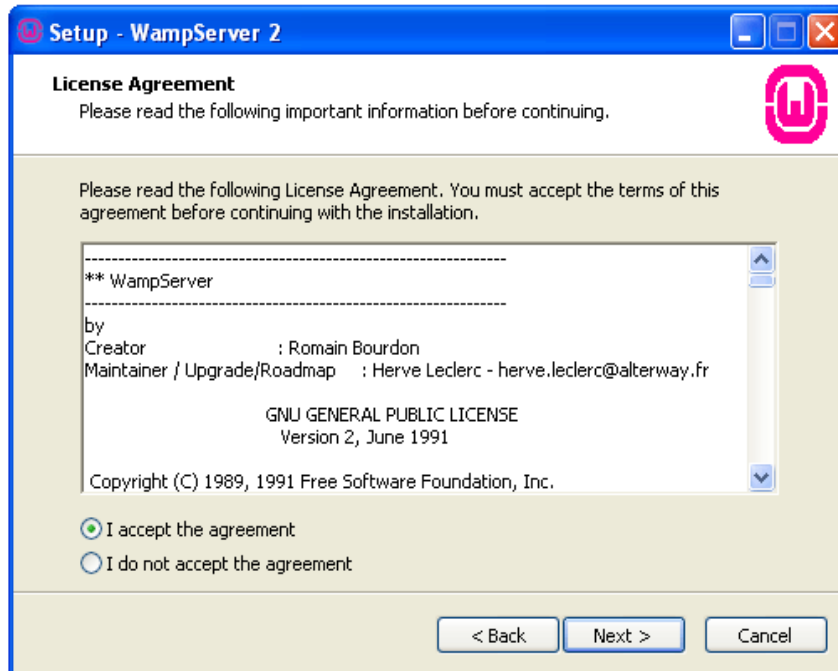 Setup - WampServer 2
License Agreement
Please read the following important information before continuing.
Please read the following License Agreement. You must accept the terms of this
agreement before continuing with the installation.
---------------------------------------------------------------
** WampServer
---------------------------------------------------------------
by
Creator : Romain Bourdon
Maintainer / Upgrade/Roadmap : Herve Leclerc - herve.leclerc@alterway.fr
GNU GENERAL PUBLIC LICENSE
Version 2, June 1991
Copyright (C) 1989, 1991 Free Software Foundation, Inc.
I accept the agreement
I do not accept the agreement
< Back Next > Cancel